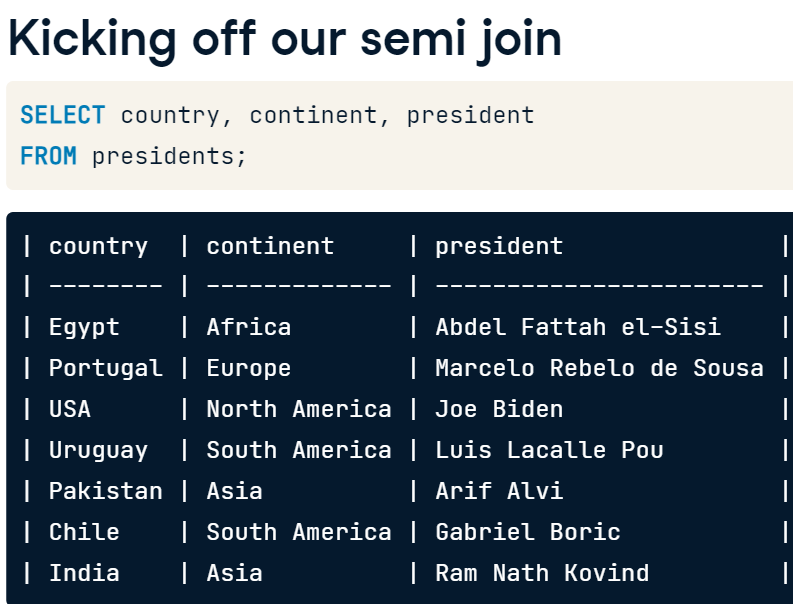 Kicking off our semi join
SELECT country, continent, president
FROM presidents;
| country  | continent     | president               |
| -------- | ------------- | ----------------------- |
| Egypt    | Africa        | Abdel Fattah el-Sisi    |
| Portugal | Europe        | Marcelo Rebelo de Sousa |
| USA      | North America | Joe Biden               |
| Uruguay  | South America | Luis Lacalle Pou        |
| Pakistan | Asia          | Arif Alvi               |
| Chile    | South America | Gabriel Boric           |
| India    | Asia          | Ram Nath Kovind         |